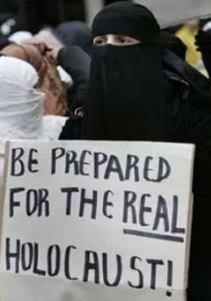 BE PREPARED
FOR THE REAL
HOLOCAUST!